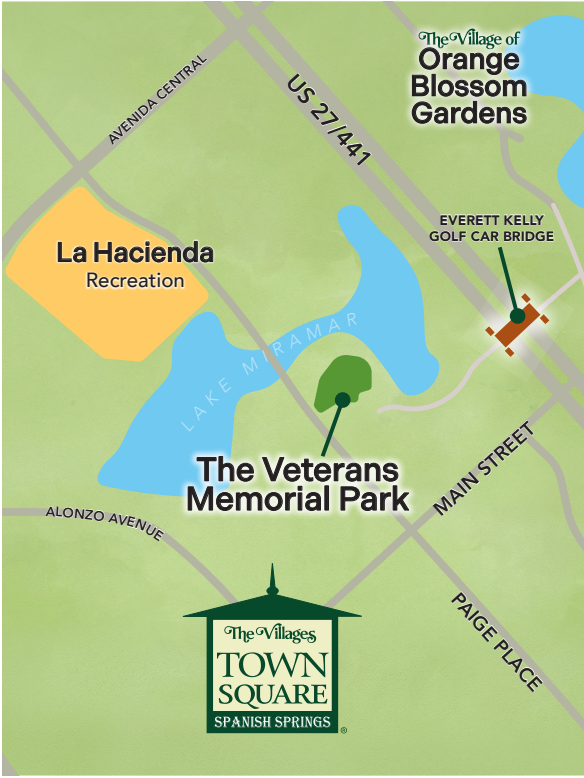 The Village of
Orange
Blossom
Gardens
AVENIDA CENTRAL
US 27/441
EVERETT KELLY
GOLF CAR BRIDGE
La Hacienda
Recreation
LAKE MIRAMAR
The Veterans
Memorial Park
MAIN STREET
ALONZO AVENUE
PAIGE PLACE
The Villages
TOWN
SQUARE
SPANISH SPRINGS
®